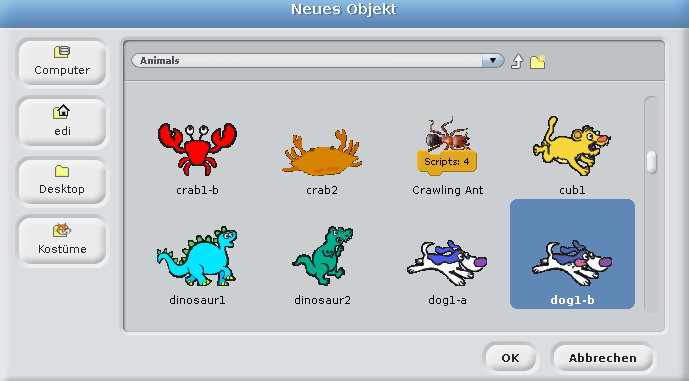 Neues Objekt
Computer
edi
Desktop
Kostüme
Animals
Scripts: 4
crab1-b
crab2
Crawling Ant
cub1
dinosaur1
dinosaur2
dog1-a
dog1-b
OK
Abbrechen